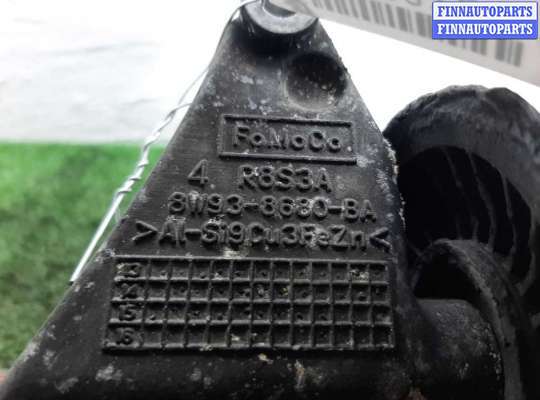 FINNAUTOPARTS
FINNAUTOPARTS
FoMoCo.
4 R8S3A
8W93-8680-BA
>Al-Si9Cu3FeZn<
13
14
15
16